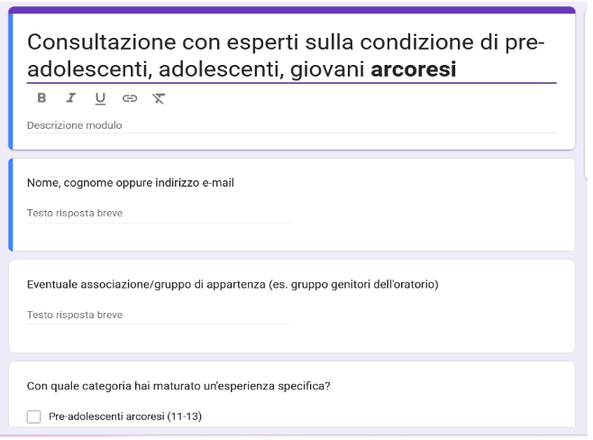 Consultazione con esperti sulla condizione di pre-
adolescenti, adolescenti, giovani arcoresi
B I U
Descrizione modulo
Nome, cognome oppure indirizzo e-mail
Testo risposta breve
Eventuale associazione/gruppo di appartenza (es. gruppo genitori dell'oratorio)
Testo risposta breve
Con quale categoria hai maturato un'esperienza specifica?
Pre-adolescenti arcoresi (11-13)